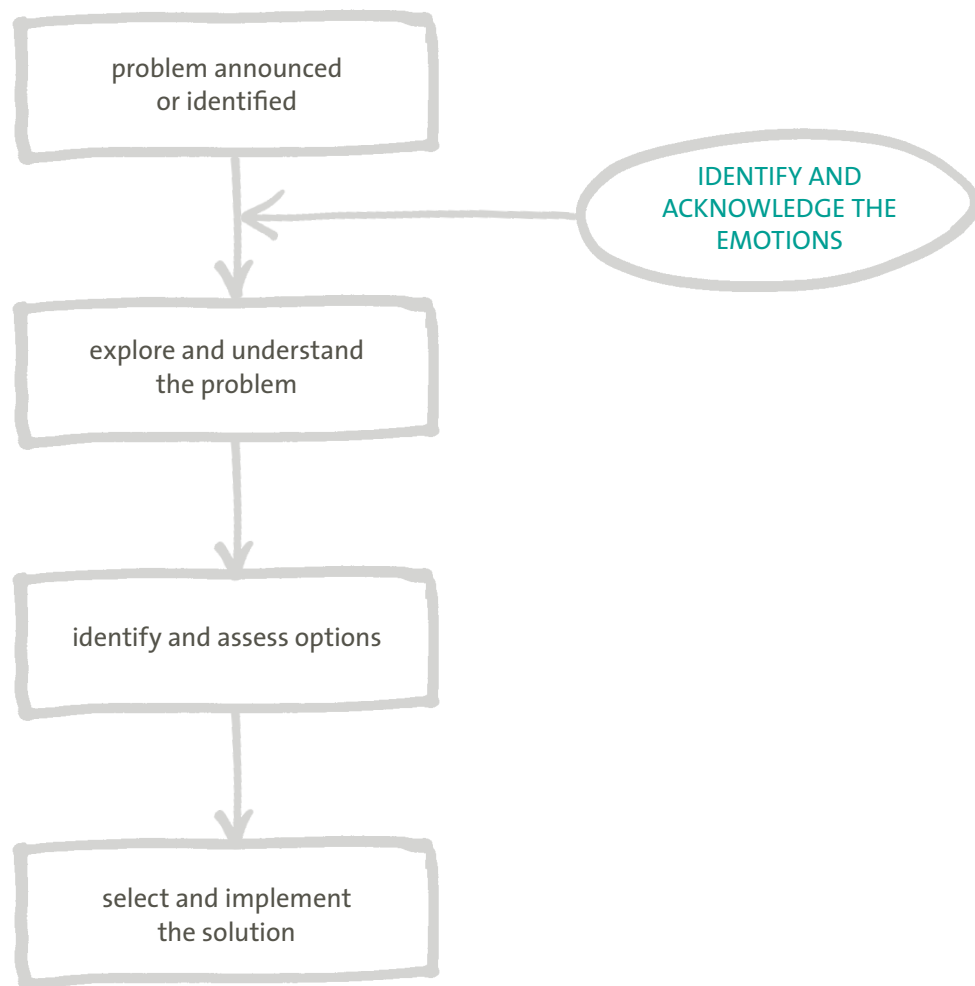 problem announced
or identified
IDENTIFY AND
ACKNOWLEDGE THE
EMOTIONS
explore and understand
the problem
identify and assess options
select and implement
the solution